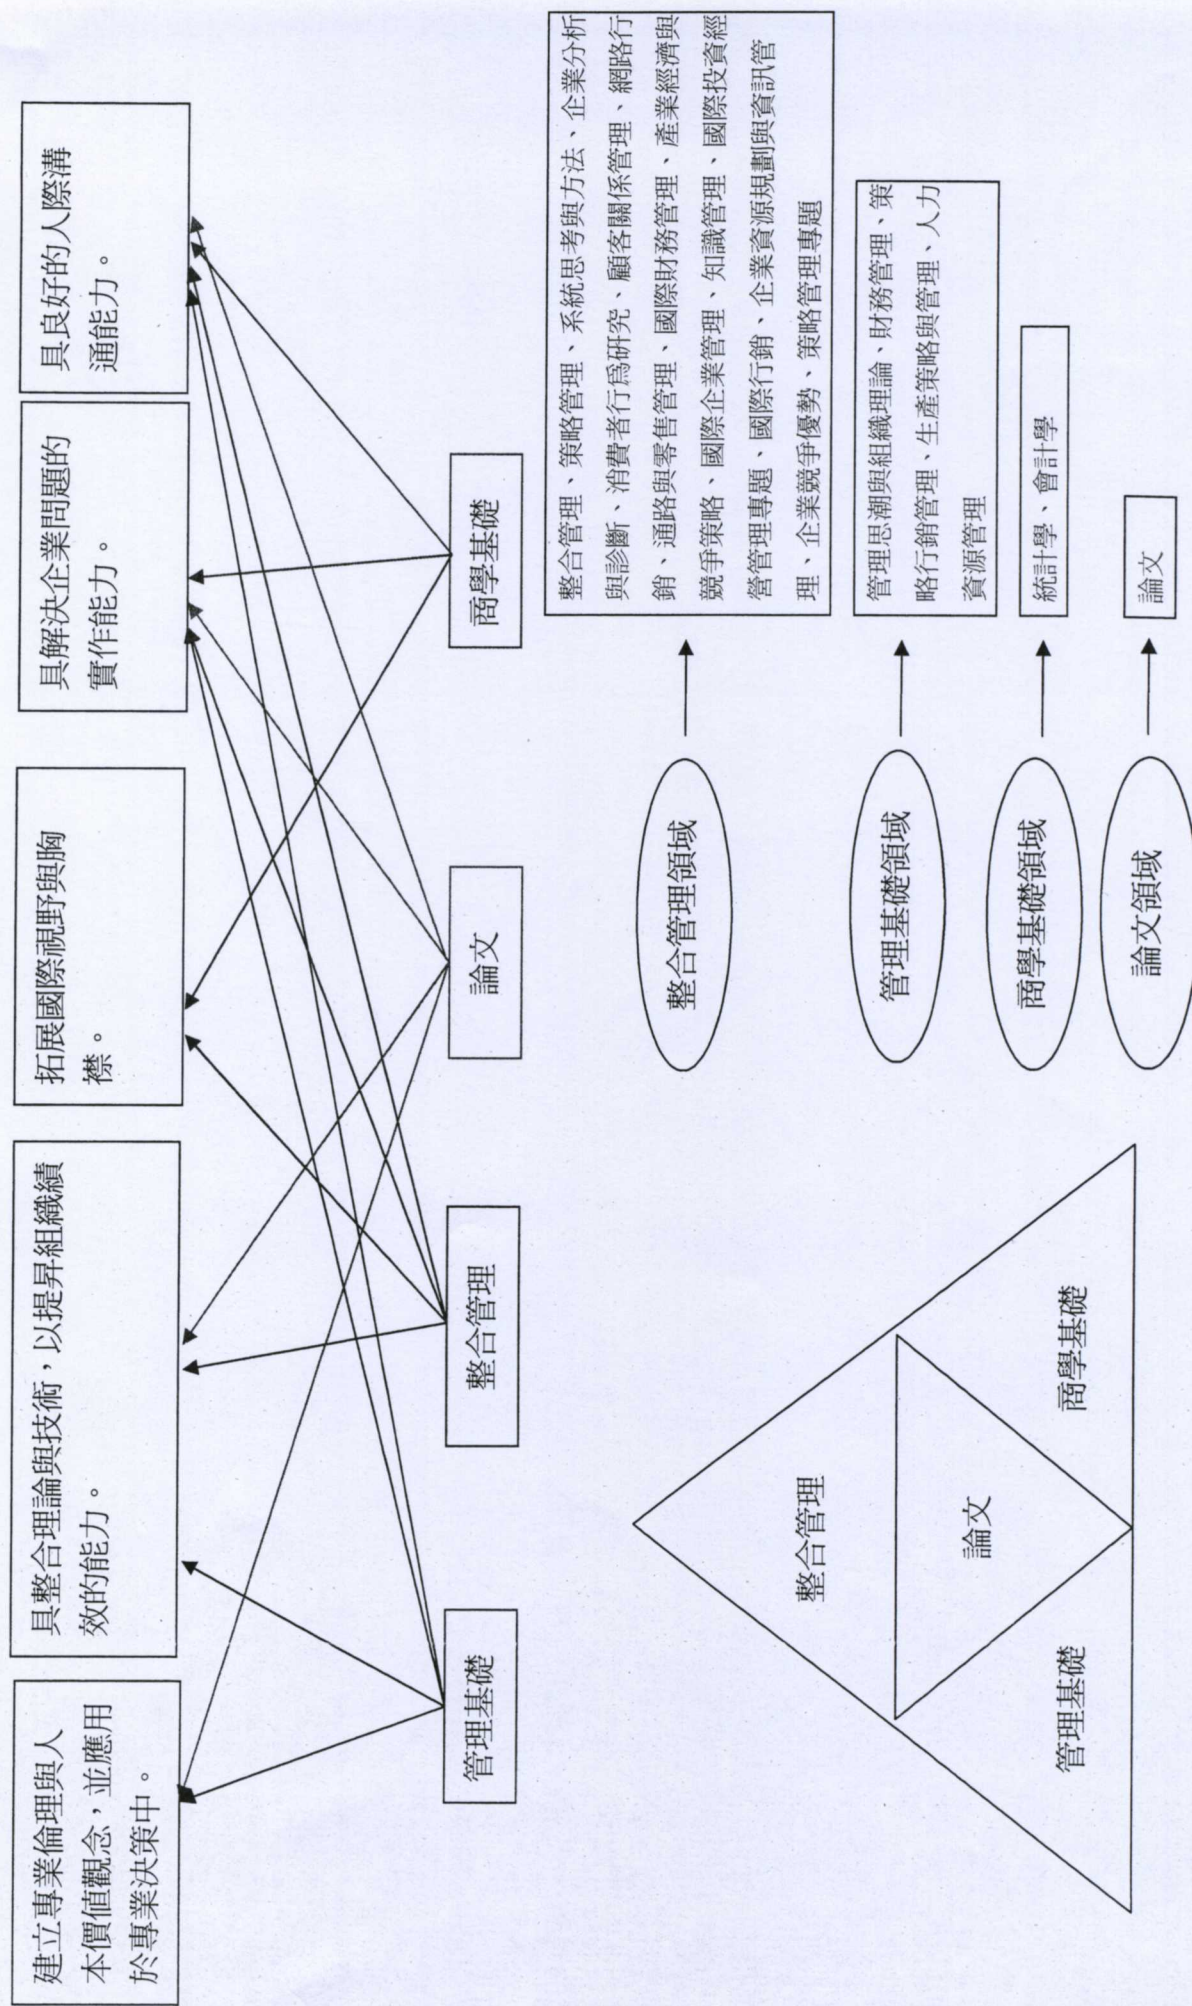 建立專業倫理與人
本價值觀念，並應用
於專業決策中。
具整合理論與技術，以提昇組織績
效的能力。
拓展國際視野與胸
襟。
具解決企業問題的
實作能力。
具良好的人際溝
通能力。
管理基礎
整合管理
論文
商學基礎
整合管理
論文
管理基礎
商學基礎
整合管理領域
整合管理、策略管理、系統思考與方法、企業分析
與診斷、消費者行為研究、顧客關係管理、網路行
銷、通路與零售管理、國際財務管理、產業經濟與
競爭策略、國際企業管理、知識管理、國際投資經
營管理專題、國際行銷、企業資源規劃與資訊管
理、企業競爭優勢、策略管理專題
管理基礎領域
管理思潮與組織理論、財務管理、策
略行銷管理、生產策略與管理、人力
資源管理
商學基礎領域
統計學、會計學
論文領域
論文